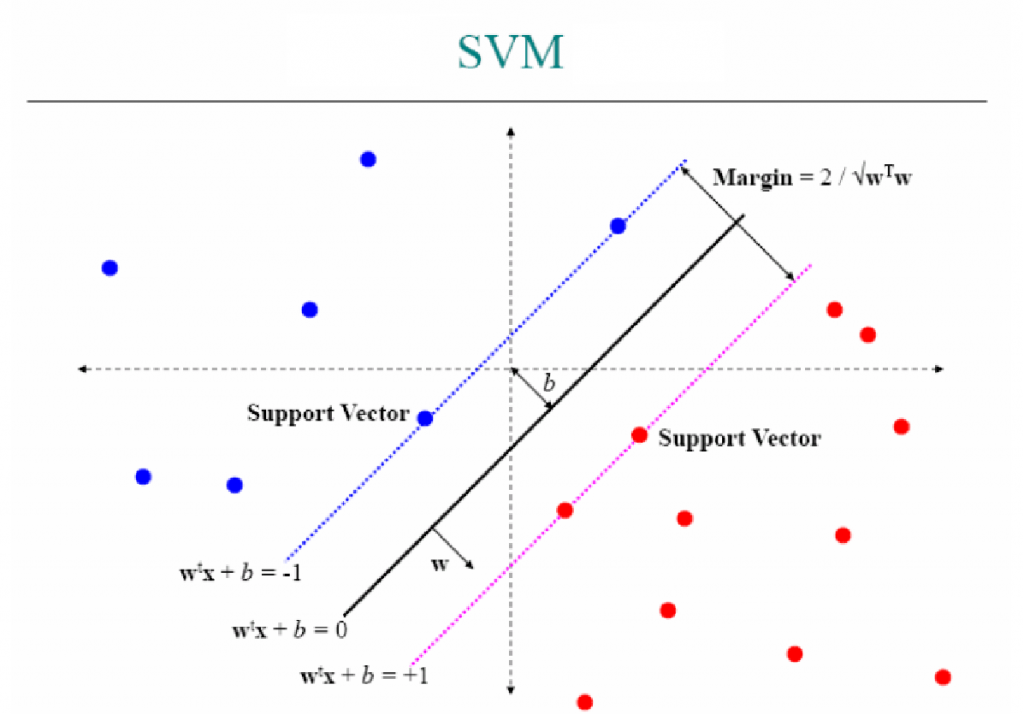 SVM
Margin = 2 / √wᵀw
b
Support Vector
Support Vector
w
wᵗx + b = -1
wᵗx + b = 0
wᵗx + b = +1